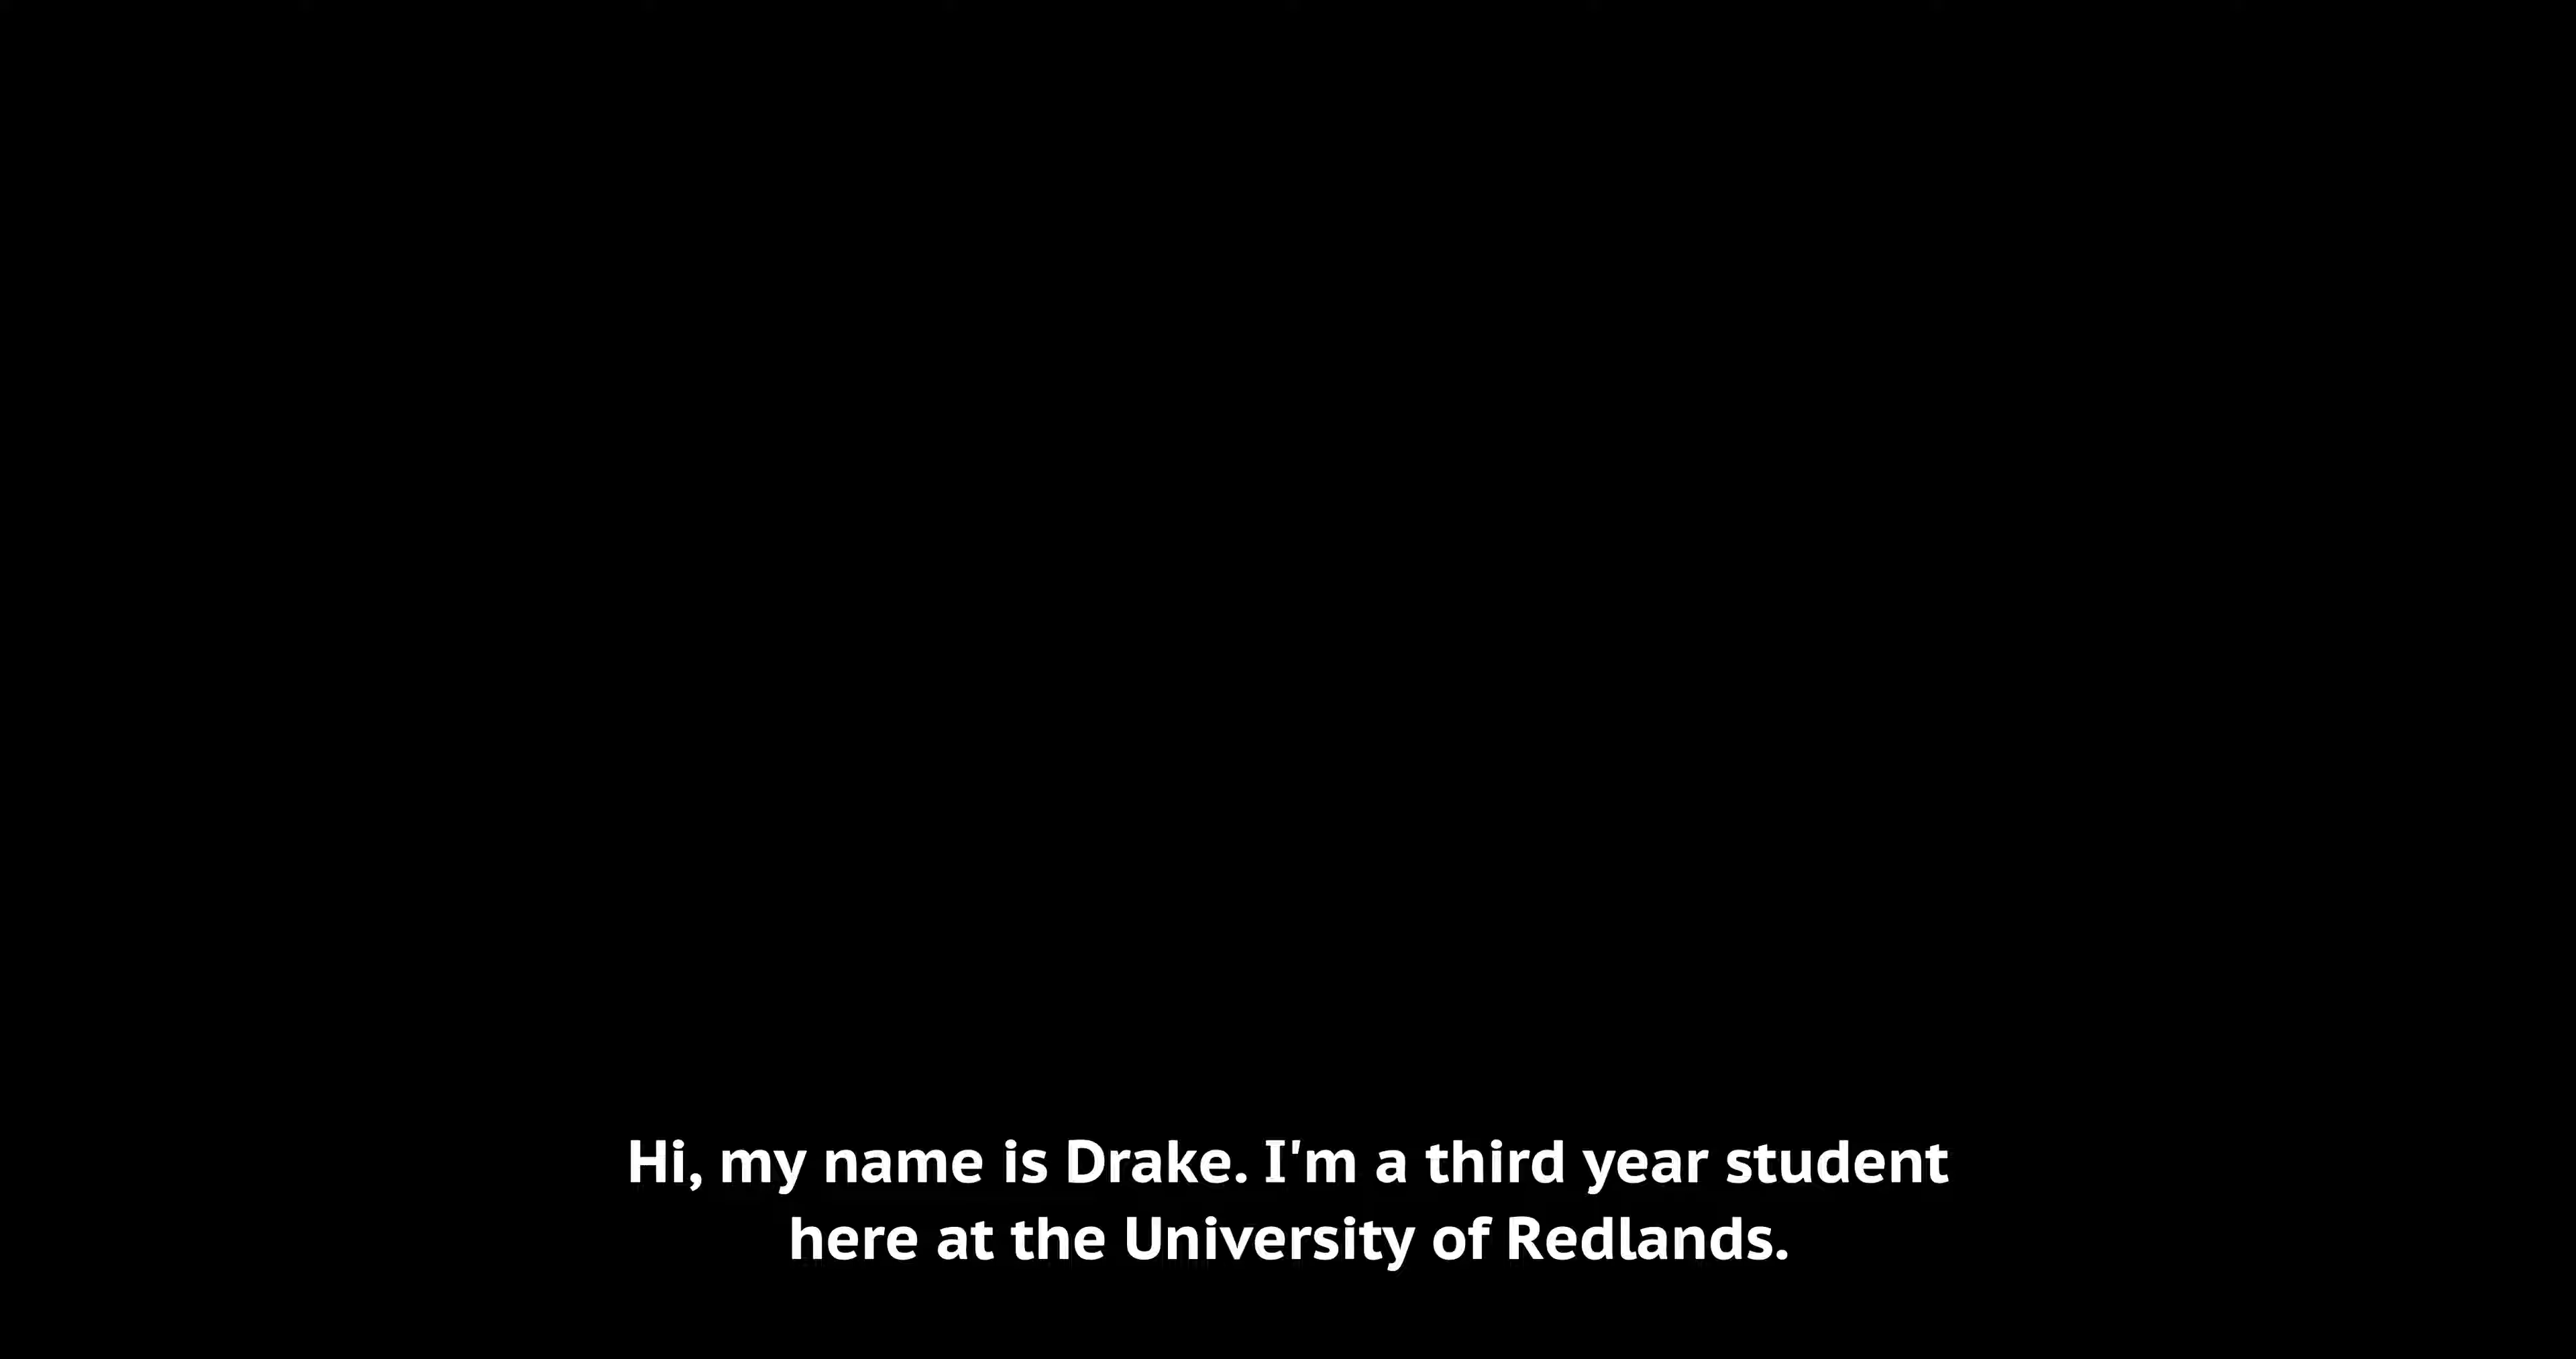 Hi, my name is Drake. I'm a third year student
here at the University of Redlands.